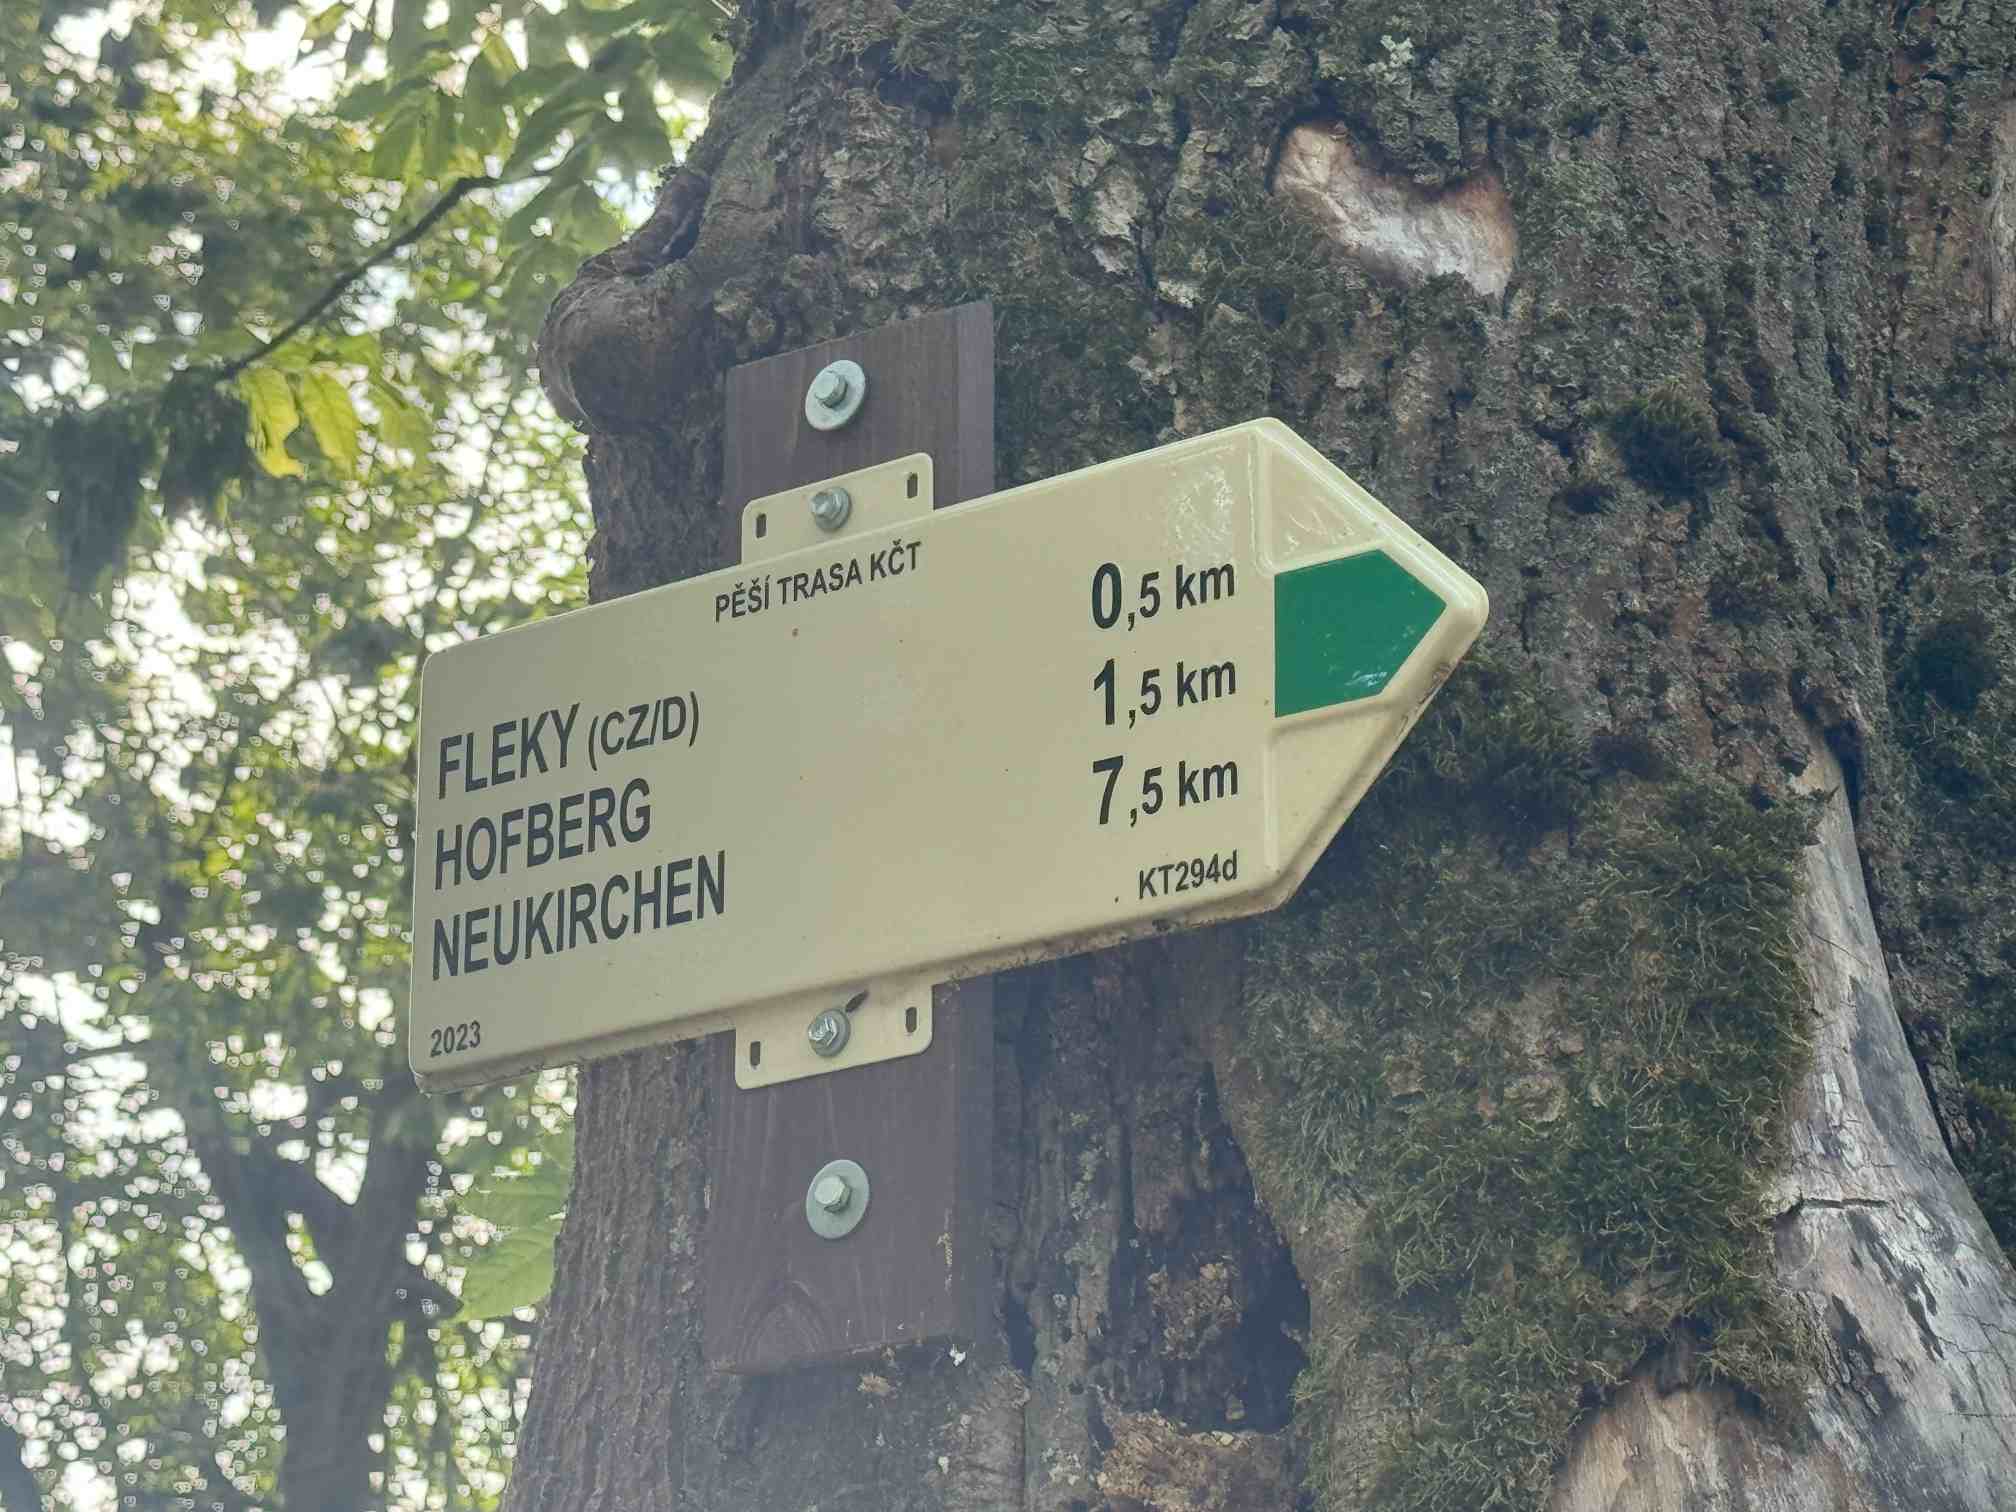 PĚŠÍ TRASA KČT
FLEKY (CZ/D) 0,5 km
HOFBERG 1,5 km
NEUKIRCHEN 7,5 km
2023 KT294d